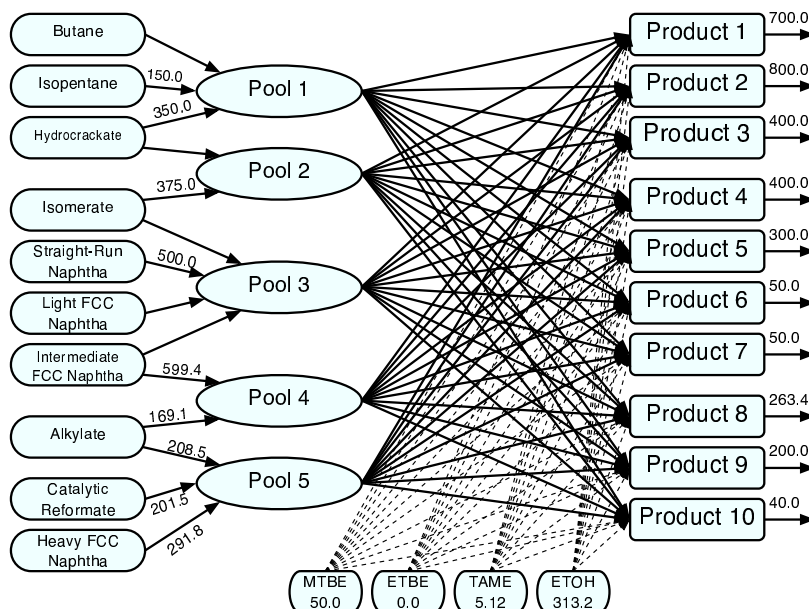 Butane
Isopentane
Hydrocrackate
Isomerate
Straight-Run
Naphtha
Light FCC
Naphtha
Intermediate
FCC Naphtha
Alkylate
Catalytic
Reformate
Heavy FCC
Naphtha
150.0
350.0
375.0
500.0
599.4
169.1
208.5
201.5
291.8
Pool 1
Pool 2
Pool 3
Pool 4
Pool 5
MTBE
50.0
ETBE
0.0
TAME
5.12
ETOH
313.2
Product 1
Product 2
Product 3
Product 4
Product 5
Product 6
Product 7
Product 8
Product 9
Product 10
700.0
800.0
400.0
400.0
300.0
50.0
50.0
263.4
200.0
40.0